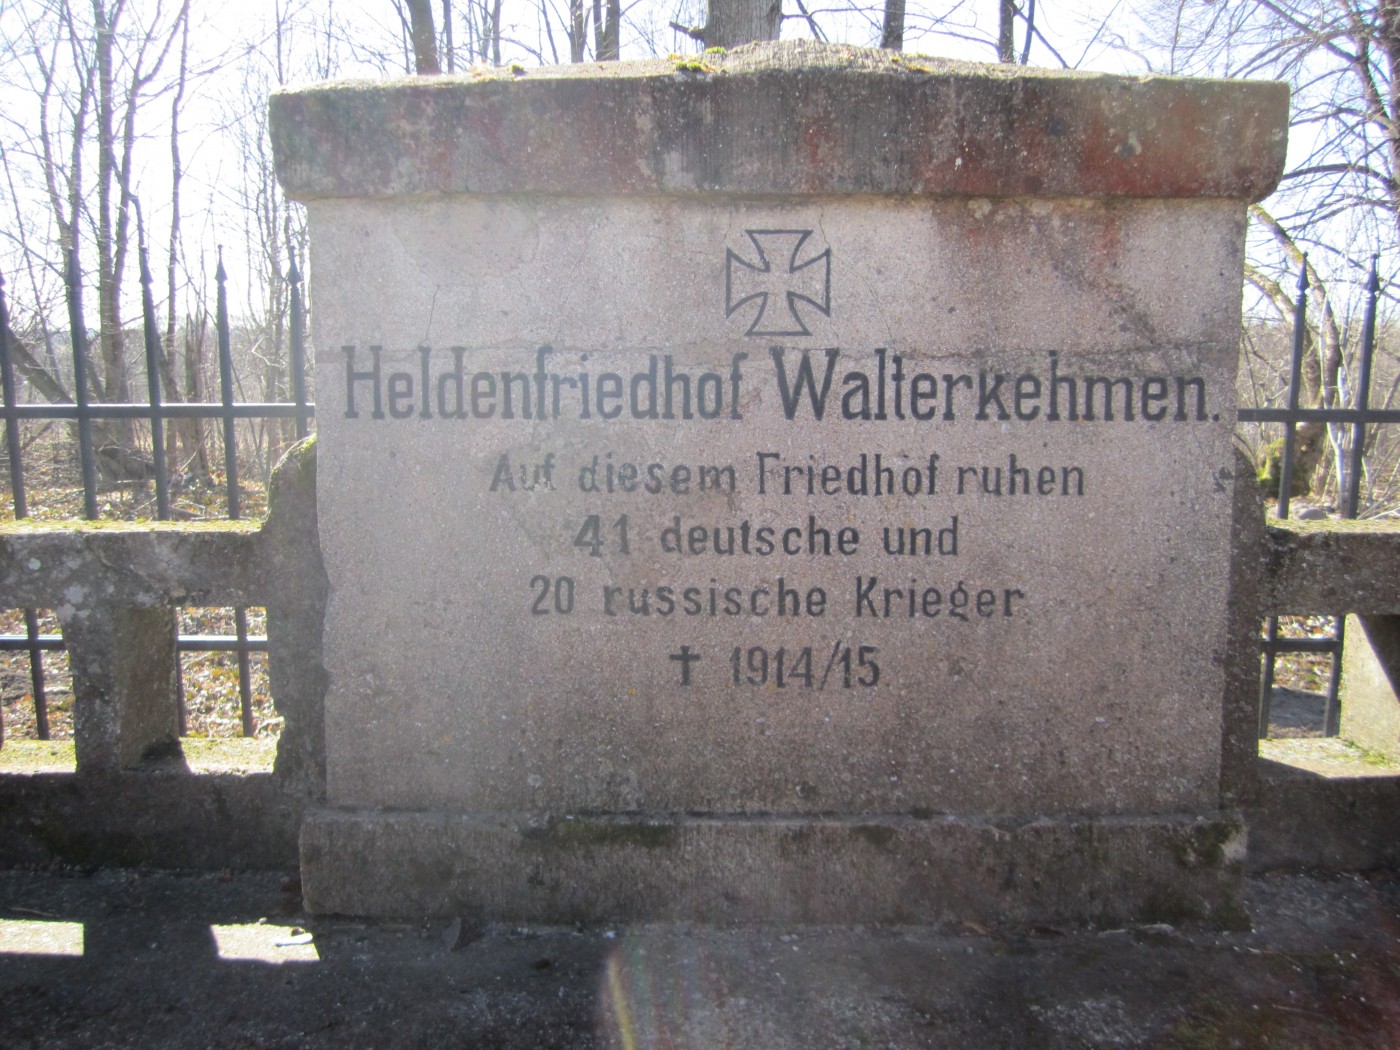 Heldenfriedhof Walterkehmen.
Auf diesem Friedhof ruhen
41 deutsche und
20 russische Krieger
† 1914/15